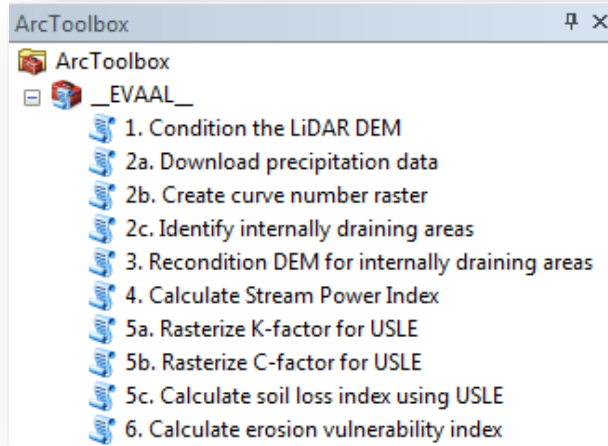 ArcToolbox
ArcToolbox
__EVAAL__
1. Condition the LiDAR DEM
2a. Download precipitation data
2b. Create curve number raster
2c. Identify internally draining areas
3. Recondition DEM for internally draining areas
4. Calculate Stream Power Index
5a. Rasterize K-factor for USLE
5b. Rasterize C-factor for USLE
5c. Calculate soil loss index using USLE
6. Calculate erosion vulnerability index